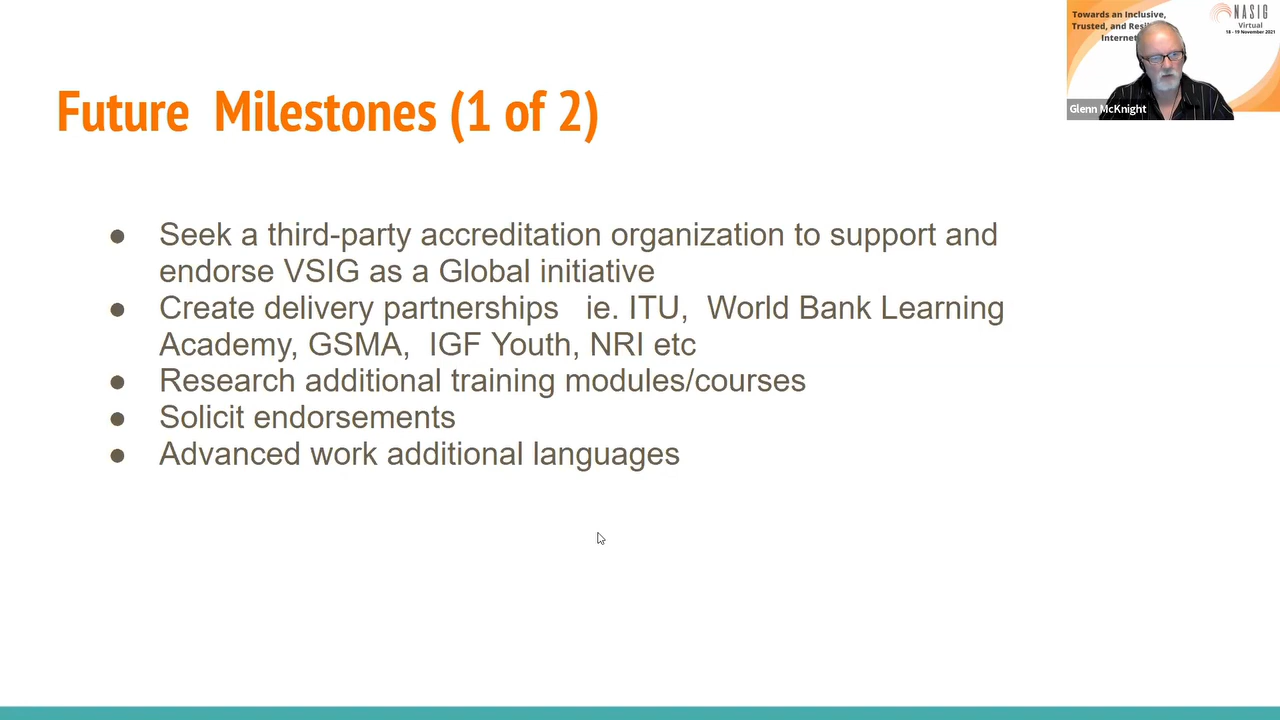 Future Milestones (1 of 2)
● Seek a third-party accreditation organization to support and
endorse VSIG as a Global initiative
● Create delivery partnerships ie. ITU, World Bank Learning
Academy, GSMA, IGF Youth, NRI etc
● Research additional training modules/courses
● Solicit endorsements
● Advanced work additional languages
Towards an Inclusive,
Trusted, and
Internet
NASIG
Virtual
18 - 19 November 2021
Glenn McKnight